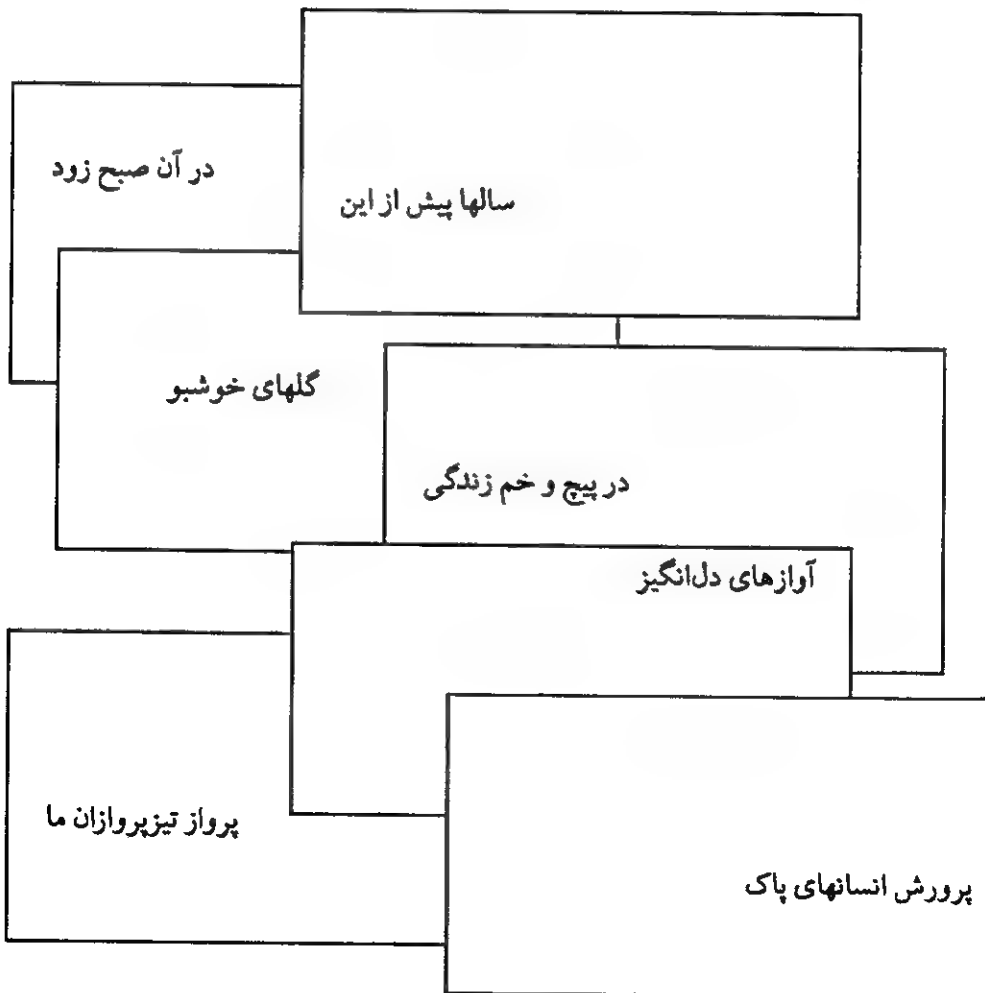 در آن صبح زود
سالها پیش از این
گلهای خوشبو
در پیچ و خم زندگی
آوازهای دل‌انگیز
پرواز تیزپروازان ما
پرورش انسانهای پاک